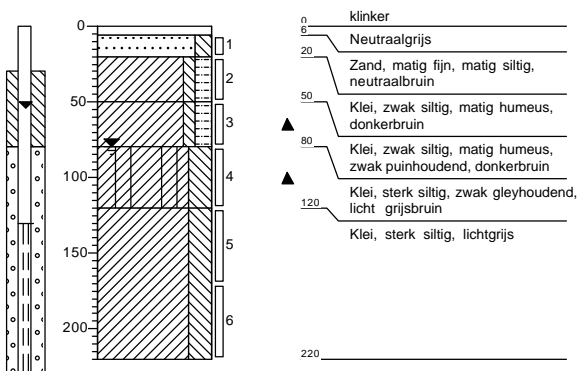 0
50
100
150
200
1
2
3
4
5
6
0
klinker
6
Neutraalgrijs
20
Zand, matig fijn, matig siltig,
neutraalbruin
50
Klei, zwak siltig, matig humeus,
donkerbruin
80
Klei, zwak siltig, matig humeus,
zwak puinhoudend, donkerbruin
120
Klei, sterk siltig, zwak gleyhoudend,
licht grijsbruin
Klei, sterk siltig, lichtgrijs
220